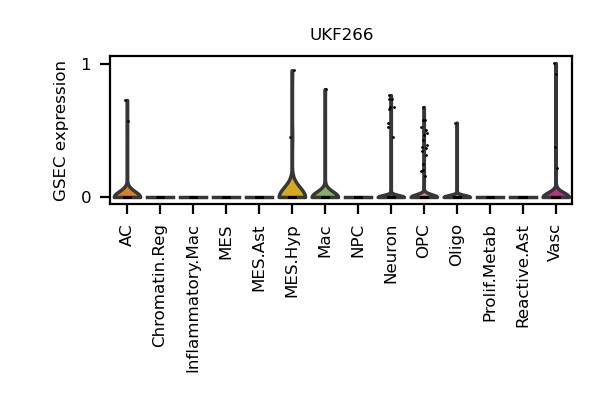 UKF266
GSEC expression
1
0
AC
Chromatin.Reg
Inflammatory.Mac
MES
MES.Ast
MES.Hyp
Mac
NPC
Neuron
OPC
Oligo
Prolif.Metab
Reactive.Ast
Vasc